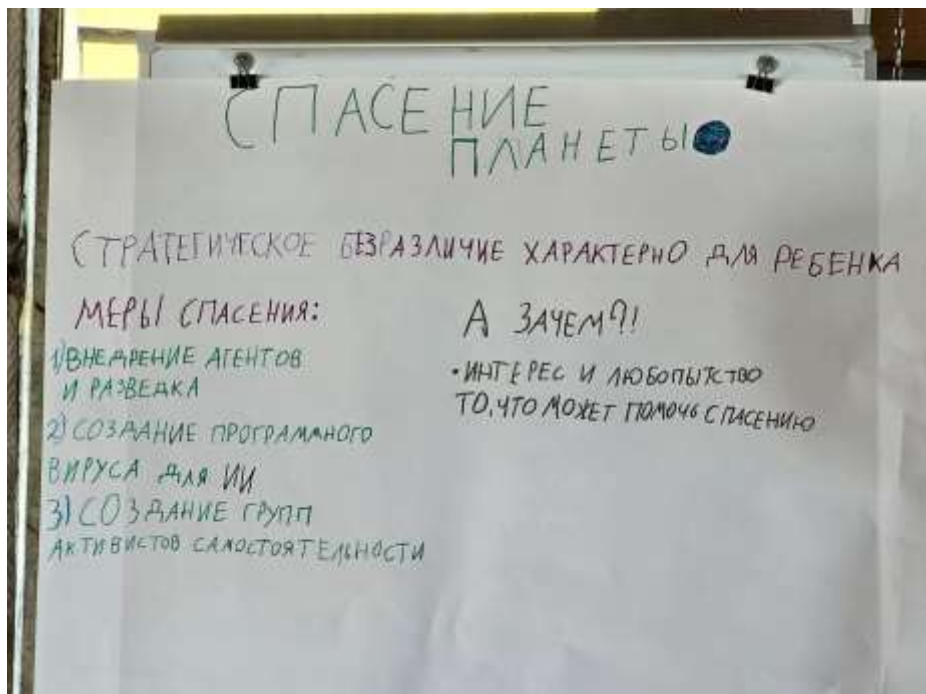 СПАСЕНИЕ
ПЛАНЕТЫ
СТРАТЕГИЧЕСКОЕ БЕЗРАЗЛИЧИЕ ХАРАКТЕРНО ДЛЯ РЕБЕНКА
МЕРЫ СПАСЕНИЯ:
1) ВНЕДРЕНИЕ АГЕНТОВ
И РАЗВЕДКА
2) СОЗДАНИЕ ПРОГРАММНОГО
ВИРУСА ДЛЯ ИИ
3) СОЗДАНИЕ ГРУПП
АКТИВИСТОВ САМОСТОЯТЕЛЬНОСТИ
А ЗАЧЕМ?!
• ИНТЕРЕС И ЛЮБОПЫТСТВО
ТО, ЧТО МОЖЕТ ПОМОЧЬ СПАСЕНИЮ